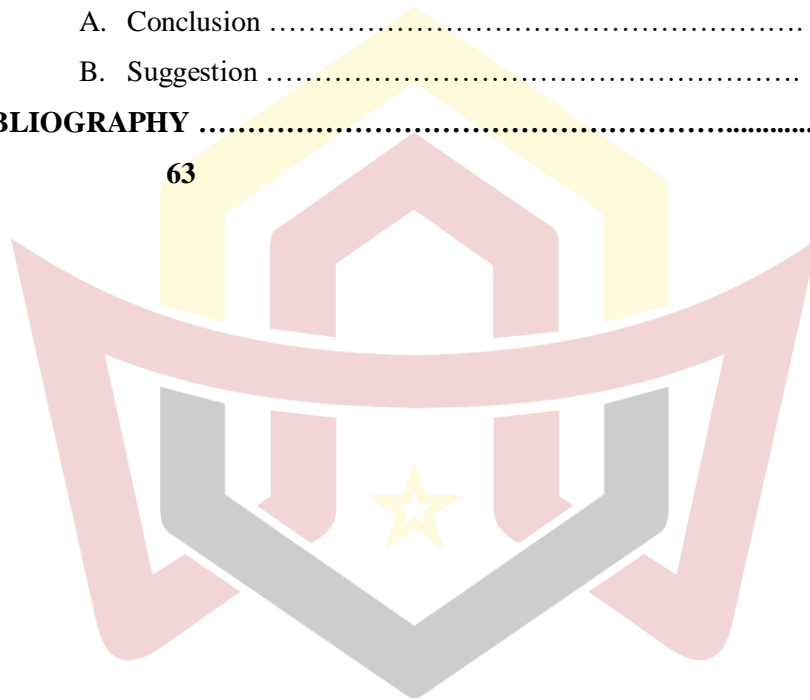 A. Conclusion ……………………………………………………
B. Suggestion ……………………………………………………
BLIOGRAPHY …………………………………………………............
63